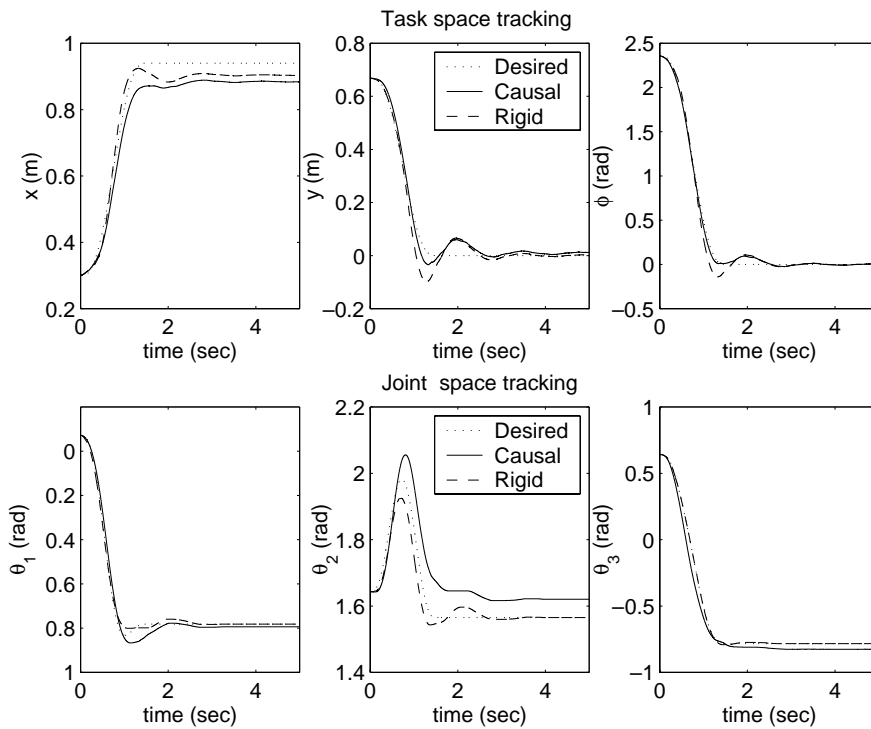 Task space tracking
1
0.8
0.6
0.4
0.2
0 2 4
x (m)
time (sec)
0.8
0.6
0.4
0.2
0
–0.2
0 2 4
y (m)
time (sec)
Desired
Causal
Rigid
2.5
2
1.5
1
0.5
0
–0.5
0 2 4
ϕ (rad)
time (sec)
Joint space tracking
0
0.2
0.4
0.6
0.8
1
0 2 4
θ1 (rad)
time (sec)
2.2
2
1.8
1.6
1.4
0 2 4
θ2 (rad)
time (sec)
Desired
Causal
Rigid
1
0.5
0
–0.5
–1
0 2 4
θ3 (rad)
time (sec)